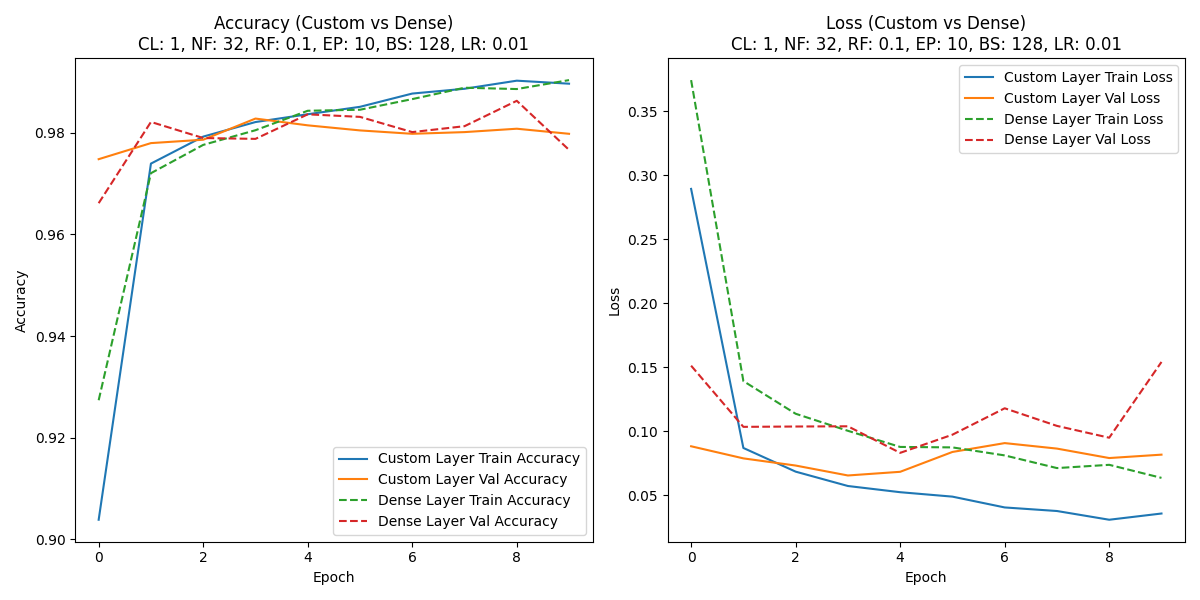 Accuracy (Custom vs Dense)
CL: 1, NF: 32, RF: 0.1, EP: 10, BS: 128, LR: 0.01
Accuracy
0.98
0.96
0.94
0.92
0.90
0
2
4
6
8
Epoch
Custom Layer Train Accuracy
Custom Layer Val Accuracy
Dense Layer Train Accuracy
Dense Layer Val Accuracy
Loss (Custom vs Dense)
CL: 1, NF: 32, RF: 0.1, EP: 10, BS: 128, LR: 0.01
Loss
0.35
0.30
0.25
0.20
0.15
0.10
0.05
0
2
4
6
8
Epoch
Custom Layer Train Loss
Custom Layer Val Loss
Dense Layer Train Loss
Dense Layer Val Loss